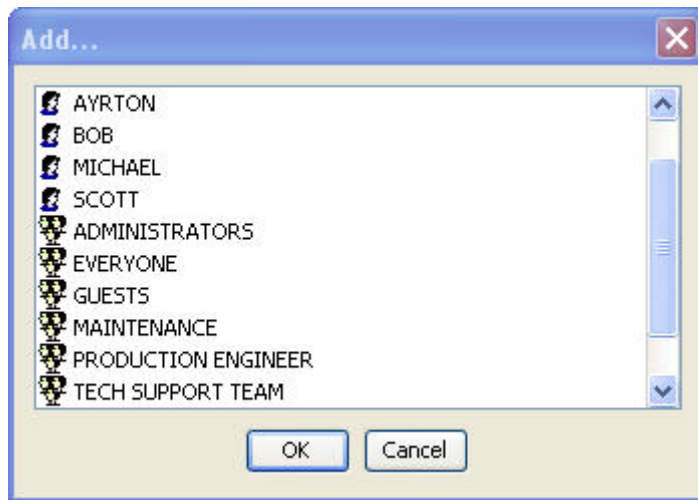 Add...
AYRTON
BOB
MICHAEL
SCOTT
ADMINISTRATORS
EVERYONE
GUESTS
MAINTENANCE
PRODUCTION ENGINEER
TECH SUPPORT TEAM
OK Cancel